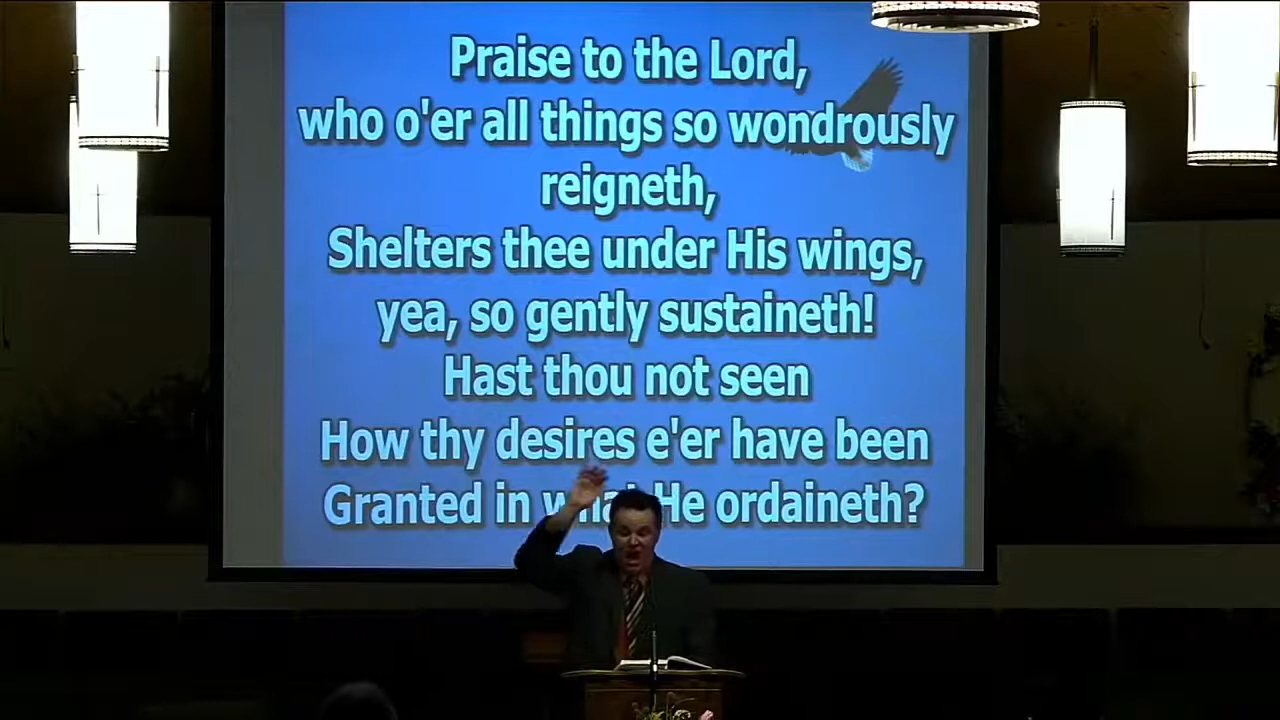 Praise to the Lord,
who o'er all things so wondrously
reigneth,
Shelters thee under His wings,
yea, so gently sustaineth!
Hast thou not seen
How thy desires e'er have been
Granted in what He ordaineth?